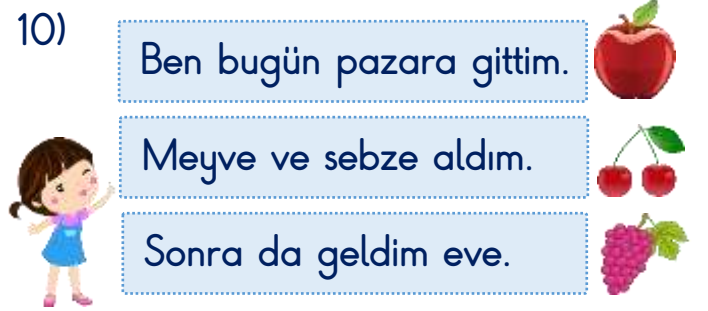 10)
Ben bugün pazara gittim.
Meyve ve sebze aldım.
Sonra da geldim eve.